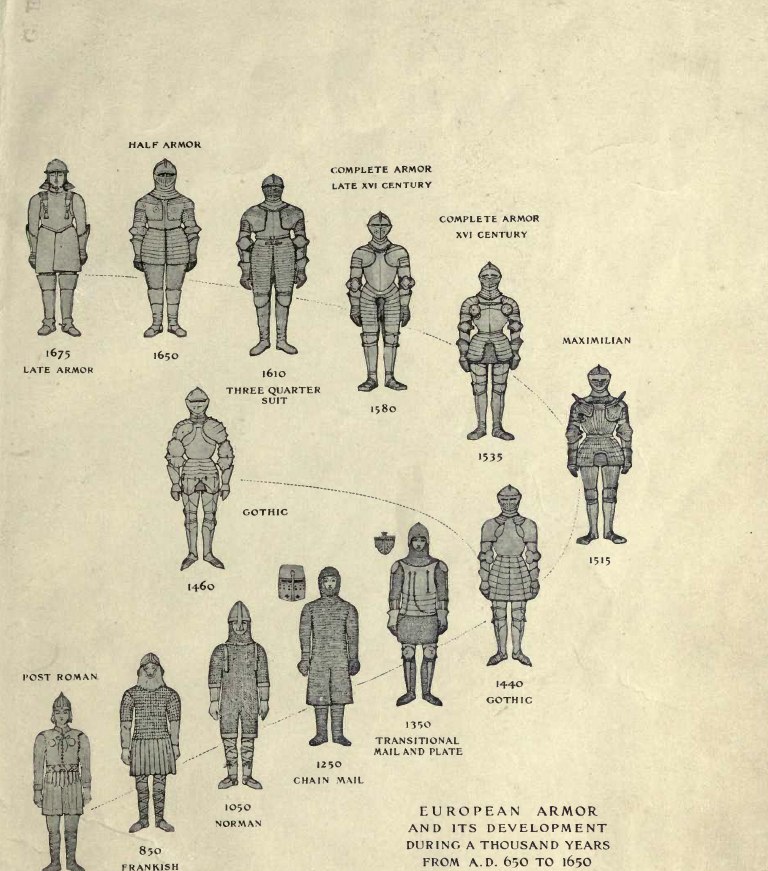 HALF ARMOR
COMPLETE ARMOR
LATE XVI CENTURY
COMPLETE ARMOR
XVI CENTURY
MAXIMILIAN
1675
LATE ARMOR
1650
1610
THREE QUARTER
SUIT
1580
1535
1515
GOTHIC
1460
1440
GOTHIC
1350
TRANSITIONAL
MAIL AND PLATE
1250
CHAIN MAIL
1050
NORMAN
POST ROMAN
850
FRANKISH
EUROPEAN ARMOR
AND ITS DEVELOPMENT
DURING A THOUSAND YEARS
FROM A.D. 650 TO 1650